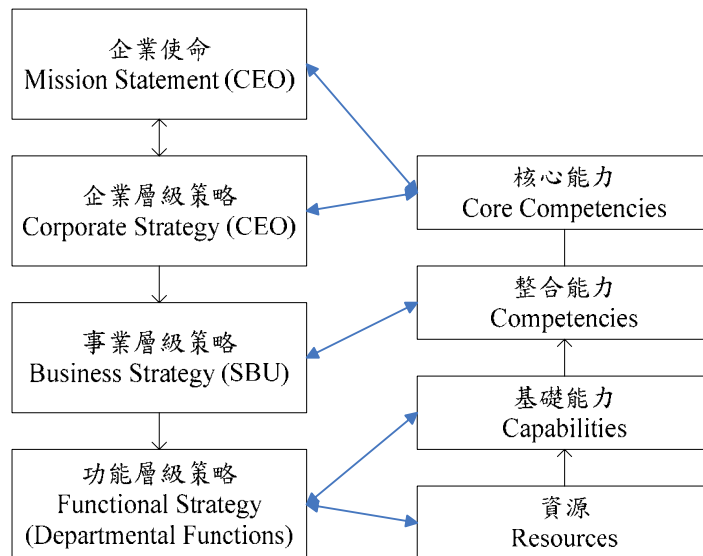 企業使命
Mission Statement (CEO)
企業層級策略
Corporate Strategy (CEO)
事業層級策略
Business Strategy (SBU)
功能層級策略
Functional Strategy
(Departmental Functions)
核心能力
Core Competencies
整合能力
Competencies
基礎能力
Capabilities
資源
Resources